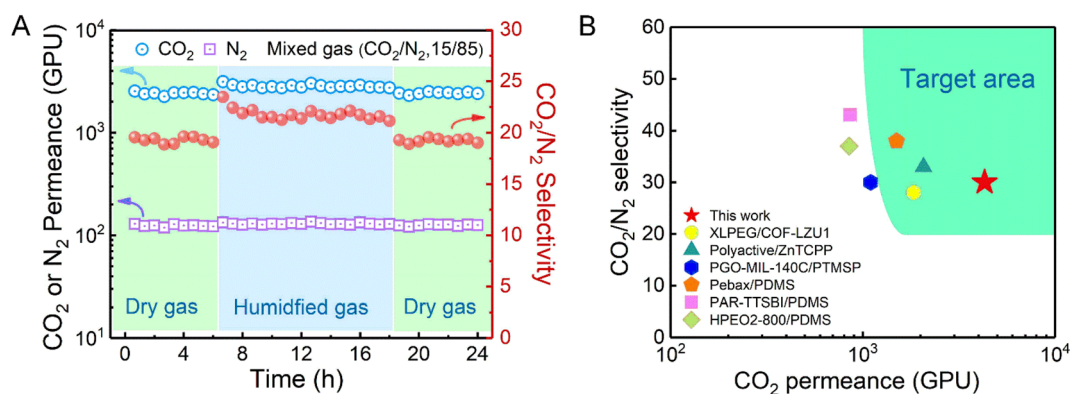 A
CO₂ or N₂ Permeance (GPU)
10⁴
10³
10²
10¹
CO₂ N₂ Mixed gas (CO₂/N₂,15/85)
Dry gas
Humidfied gas
Dry gas
0 4 8 12 16 20 24
Time (h)
30
25
20
15
10
5
0
CO₂/N₂ Selectivity
B
CO₂/N₂ selectivity
60
50
40
30
20
10
0
Target area
This work
XLPEG/COF-LZU1
Polyactive/ZnTCPP
PGO-MIL-140C/PTMSP
Pebax/PDMS
PAR-TTSBI/PDMS
HPEO2-800/PDMS
10² 10³ 10⁴
CO₂ permeance (GPU)